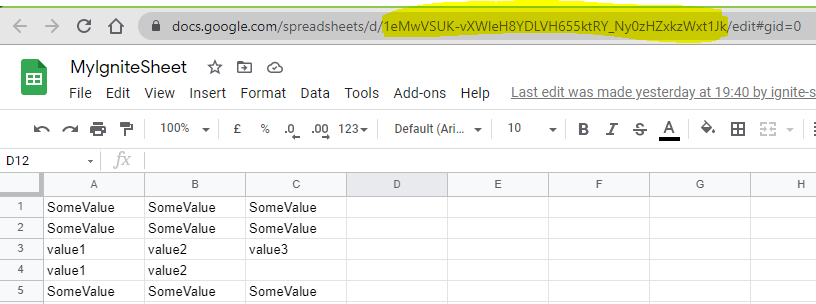 docs.google.com/spreadsheets/d/1eMwVSUK-vXWleH8YDLVH655ktRY_Ny0zHZxkzWxt1Jk/edit#gid=0
MyIgniteSheet
File Edit View Insert Format Data Tools Add-ons Help Last edit was made yesterday at 19:40 by ignite-s
100% £ % .0 .00 123 Default (Ari... 10 B I S A
D12 fx
A B C D E F G H
1 SomeValue SomeValue SomeValue
2 SomeValue SomeValue SomeValue
3 value1 value2 value3
4 value1 value2
5 SomeValue SomeValue SomeValue